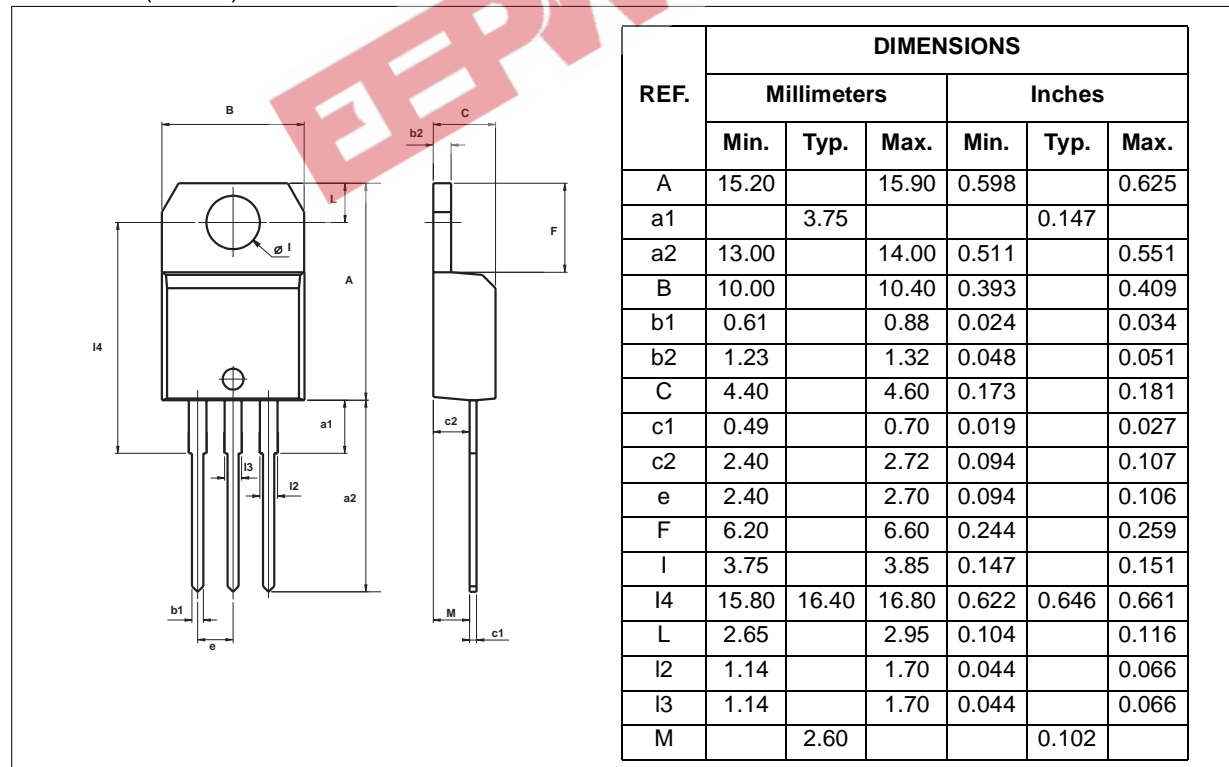 EEPW
B
C
b2
L
F
Ø I
A
l4
a1
c2
l3
l2
a2
b1
M
c1
e
REF. DIMENSIONS
Millimeters Inches
Min. Typ. Max. Min. Typ. Max.
A 15.20 15.90 0.598 0.625
a1 3.75 0.147
a2 13.00 14.00 0.511 0.551
B 10.00 10.40 0.393 0.409
b1 0.61 0.88 0.024 0.034
b2 1.23 1.32 0.048 0.051
C 4.40 4.60 0.173 0.181
c1 0.49 0.70 0.019 0.027
c2 2.40 2.72 0.094 0.107
e 2.40 2.70 0.094 0.106
F 6.20 6.60 0.244 0.259
I 3.75 3.85 0.147 0.151
I4 15.80 16.40 16.80 0.622 0.646 0.661
L 2.65 2.95 0.104 0.116
l2 1.14 1.70 0.044 0.066
l3 1.14 1.70 0.044 0.066
M 2.60 0.102